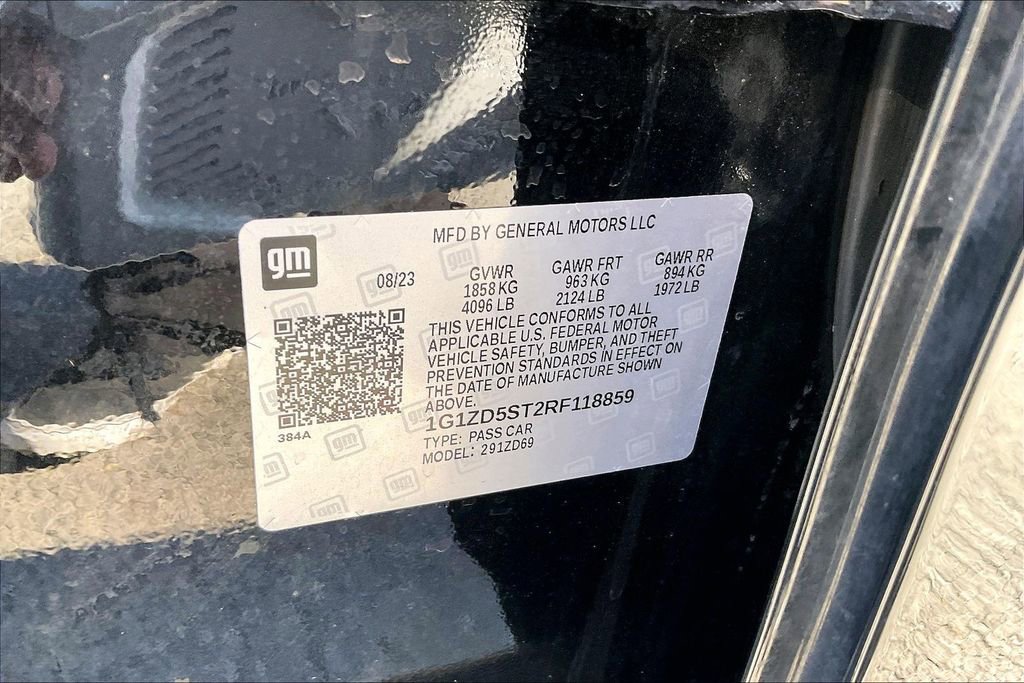 MFD BY GENERAL MOTORS LLC
gm
08/23
GVWR
1858 KG
4096 LB
GAWR FRT
963 KG
2124 LB
GAWR RR
894 KG
1972 LB
THIS VEHICLE CONFORMS TO ALL
APPLICABLE U.S. FEDERAL MOTOR
VEHICLE SAFETY, BUMPER, AND THEFT
PREVENTION STANDARDS IN EFFECT ON
THE DATE OF MANUFACTURE SHOWN
ABOVE.
1G1ZD5ST2RF118859
TYPE: PASS CAR
MODEL: 291ZD69
384A